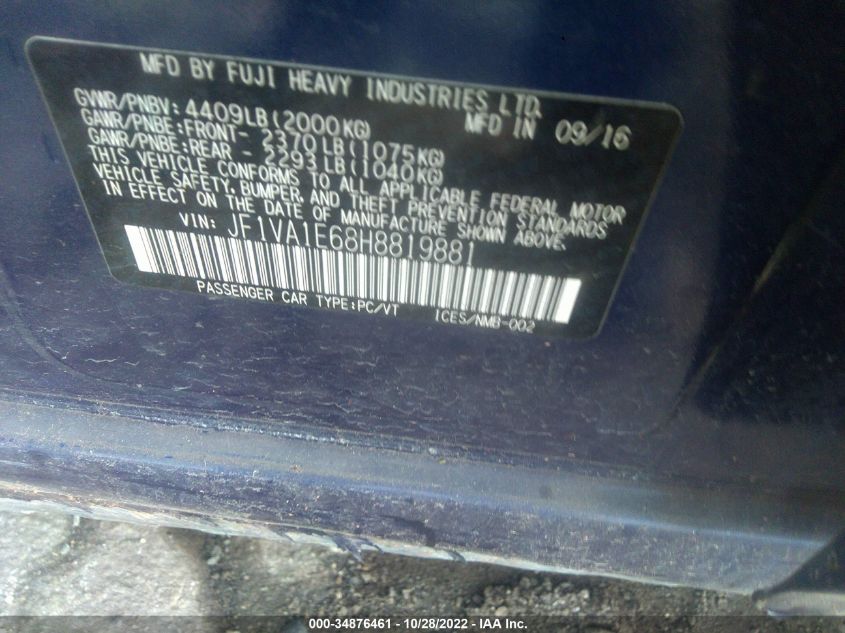 MFD BY FUJI HEAVY INDUSTRIES LTD.
GVWR/PNBV: 4409LB(2000KG) MFD IN 09/16
GAWR/PNBE:FRONT- 2370LB(1075KG)
GAWR/PNBE:REAR - 2293LB(1040KG)
THIS VEHICLE CONFORMS TO ALL APPLICABLE FEDERAL MOTOR
VEHICLE SAFETY, BUMPER, AND THEFT PREVENTION STANDARDS
IN EFFECT ON THE DATE OF MANUFACTURE SHOWN ABOVE.
VIN: JF1VA1E68H8819881
PASSENGER CAR TYPE:PC/VT ICES/NMB-002
000-34876461 - 10/28/2022 - IAA Inc.